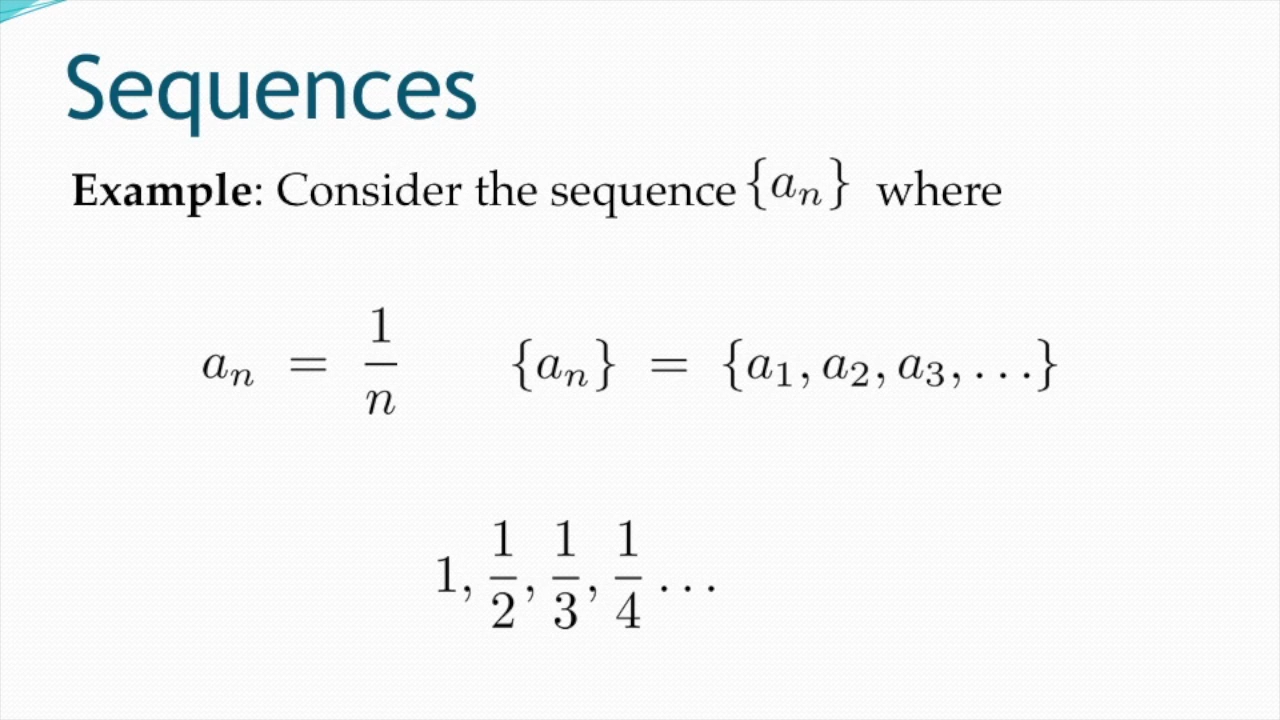 Sequences
Example: Consider the sequence {aₙ} where
aₙ = 1/n {aₙ} = {a₁, a₂, a₃, . . .}
1, 1/2, 1/3, 1/4 . . .